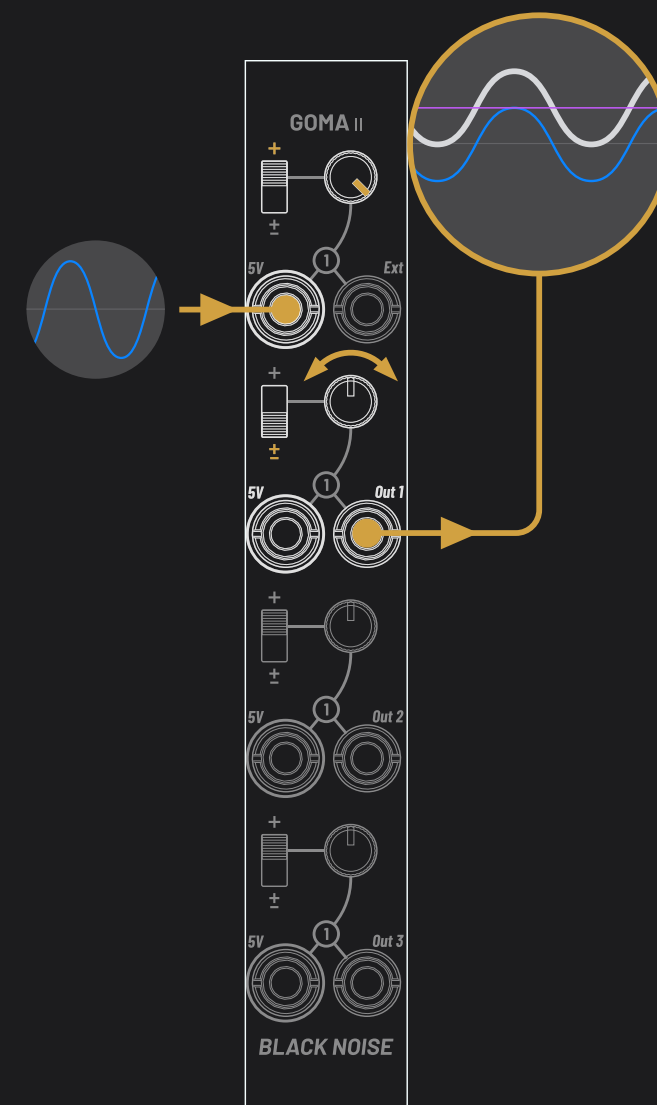 GOMA II
+
±
1
5V Ext
+
±
1
5V Out 1
+
±
1
5V Out 2
+
±
1
5V Out 3
BLACK NOISE